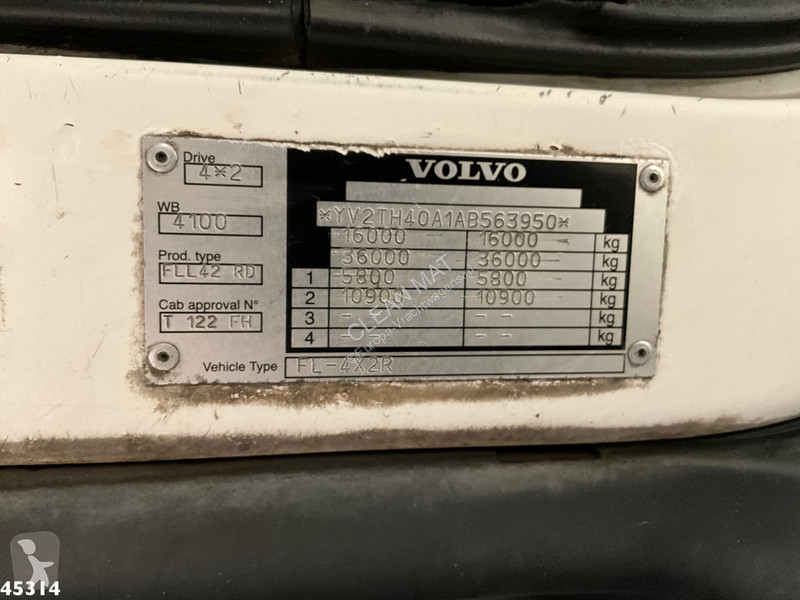 VOLVO
Drive
4*2
WB
4100
Prod. type
FLL42 RD
Cab approval N°
T 122 FH
*YV2TH40A1AB563950*
16000 16000 kg
36000 36000 kg
1 5800 5800 kg
2 10900 10900 kg
3 -- -- kg
4 -- -- kg
Vehicle Type FL-4X2R
CLEAN MAT
45314